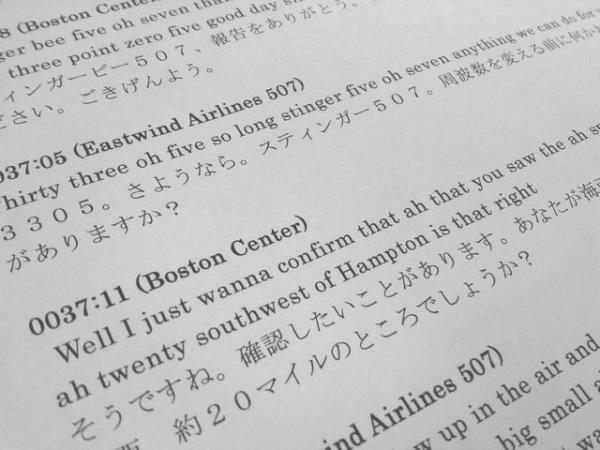 (Boston Center)
bee five oh seven
three point zero five good day
ィンガービー５０７、報告をありがとう。
ださい。ごきげんよう。
037:05 (Eastwind Airlines 507)
hirty three oh five so long stinger five oh seven anything we can do for
３３０５。さようなら。スティンガー５０７。周波数を変える前に何か
がありますか？
0037:11 (Boston Center)
Well I just wanna confirm that ah that you saw the ah
ah twenty southwest of Hampton is that right
そうですね。確認したいことがあります。あなたが海
約２０マイルのところでしょうか？
ind Airlines 507)
w up in the air and
big small